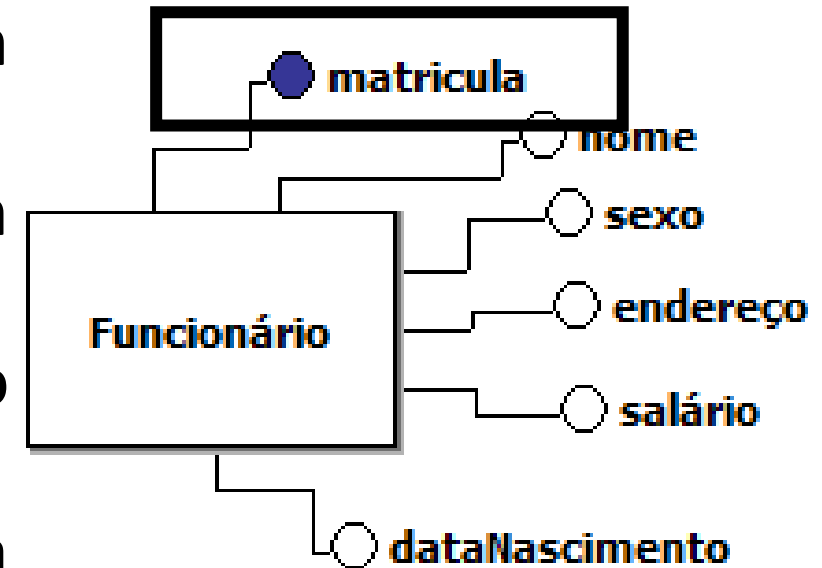 matricula
nome
sexo
endereço
Funcionário
salário
dataNascimento